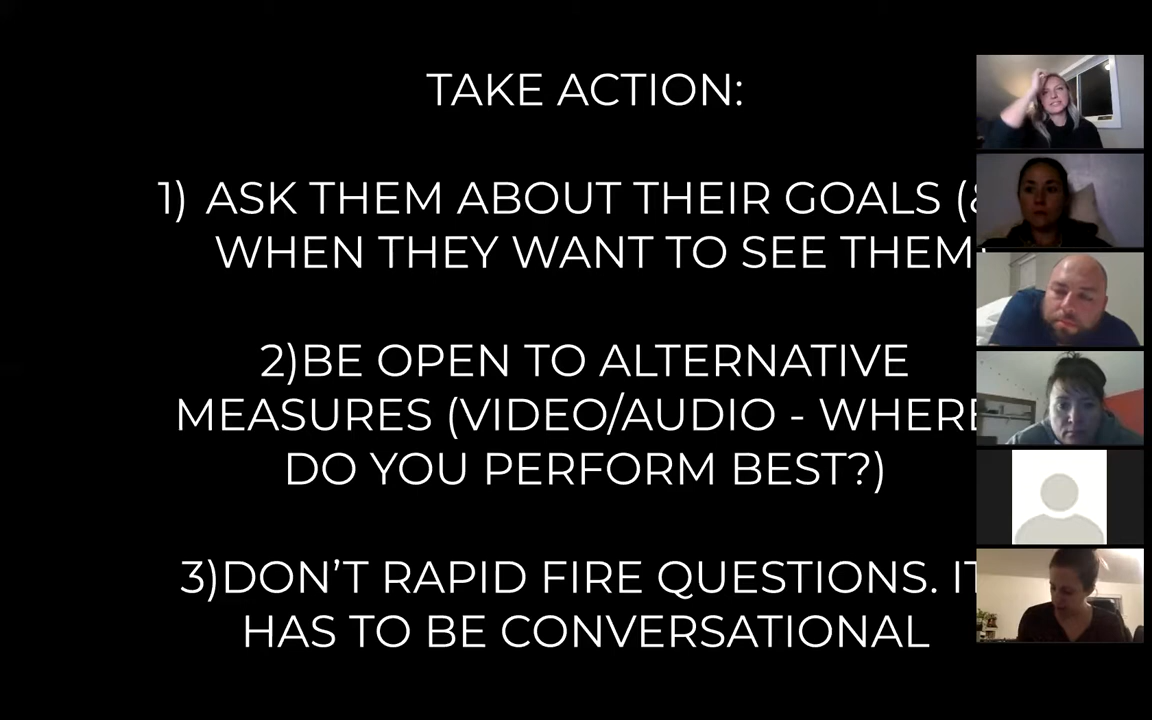 TAKE ACTION:
1) ASK THEM ABOUT THEIR GOALS (&
WHEN THEY WANT TO SEE THEM
2)BE OPEN TO ALTERNATIVE
MEASURES (VIDEO/AUDIO - WHERE
DO YOU PERFORM BEST?)
3)DON’T RAPID FIRE QUESTIONS. IT
HAS TO BE CONVERSATIONAL